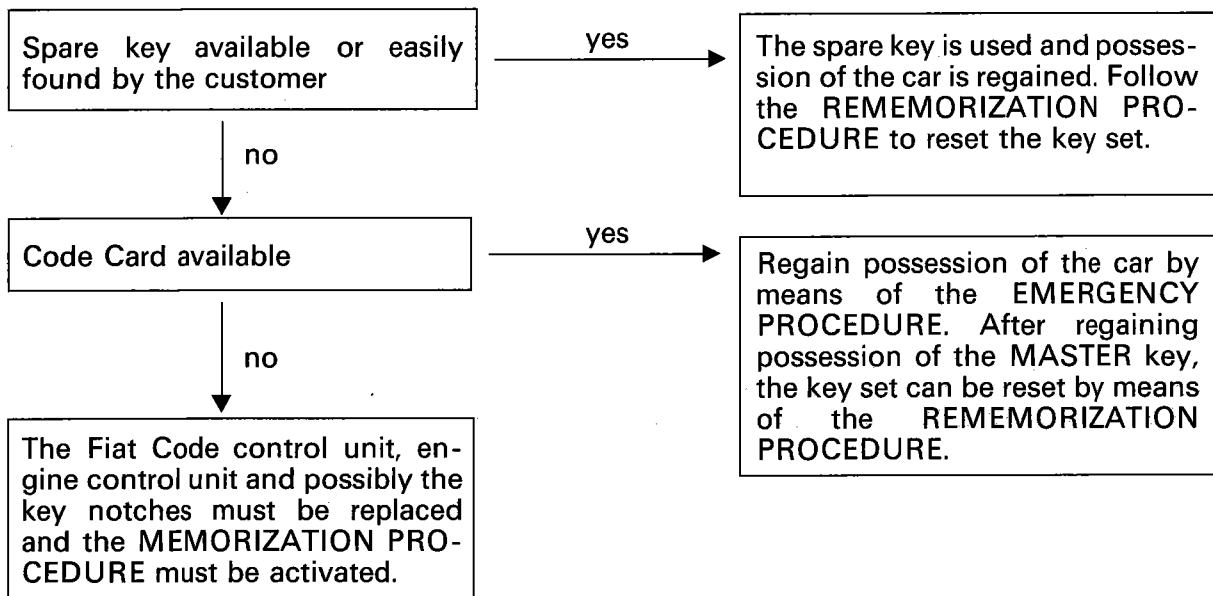 Spare key available or easily
found by the customer
yes
The spare key is used and posses-
sion of the car is regained. Follow
the REMEMORIZATION PRO-
CEDURE to reset the key set.
no
Code Card available
yes
Regain possession of the car by
means of the EMERGENCY
PROCEDURE. After regaining
possession of the MASTER key,
the key set can be reset by means
of the REMEMORIZATION
PROCEDURE.
no
The Fiat Code control unit, en-
gine control unit and possibly the
key notches must be replaced
and the MEMORIZATION PRO-
CEDURE must be activated.